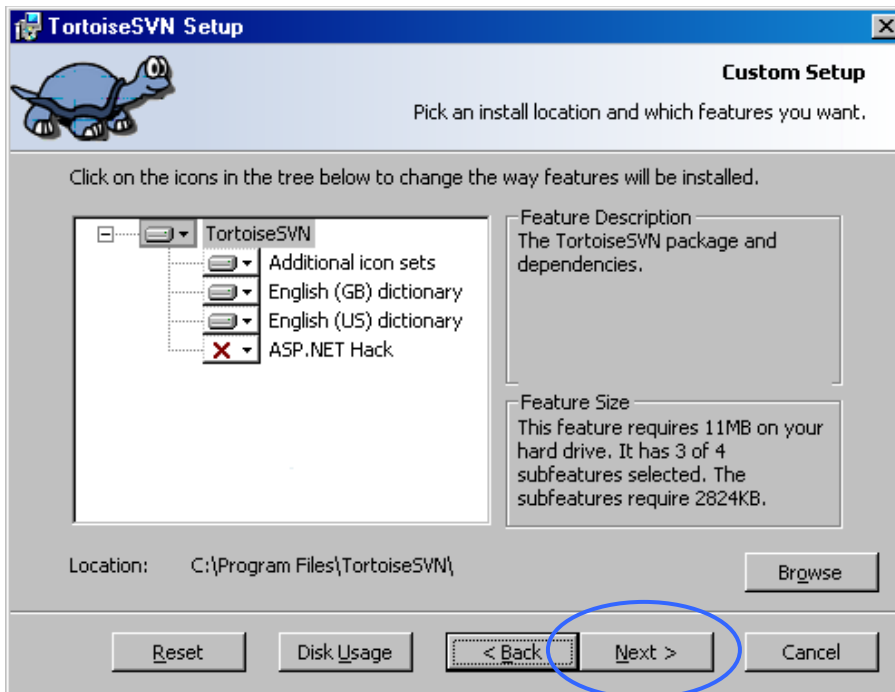 TortoiseSVN Setup
Custom Setup
Pick an install location and which features you want.
Click on the icons in the tree below to change the way features will be installed.
TortoiseSVN
Additional icon sets
English (GB) dictionary
English (US) dictionary
ASP.NET Hack
Feature Description
The TortoiseSVN package and
dependencies.
Feature Size
This feature requires 11MB on your
hard drive. It has 3 of 4
subfeatures selected. The
subfeatures require 2824KB.
Location: C:\Program Files\TortoiseSVN\
Browse
Reset Disk Usage < Back Next > Cancel